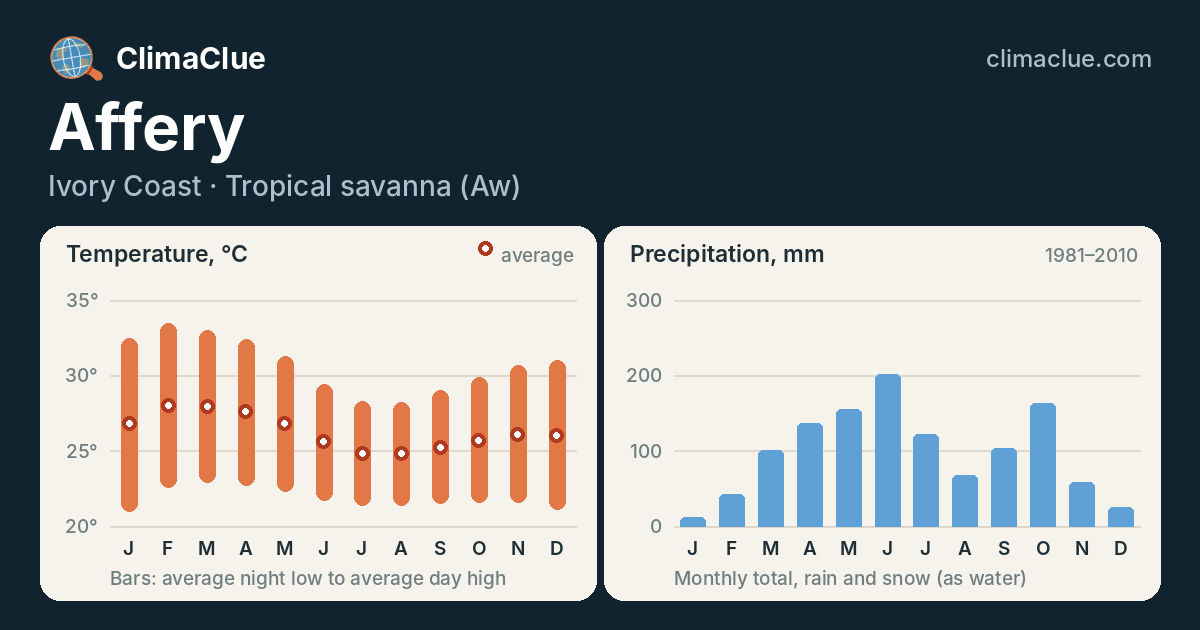 ClimaClue
climaclue.com
Affery
Ivory Coast · Tropical savanna (Aw)
Temperature, °C
average
35°
30°
25°
20°
J F M A M J J A S O N D
Bars: average night low to average day high
Precipitation, mm
1981–2010
300
200
100
0
J F M A M J J A S O N D
Monthly total, rain and snow (as water)